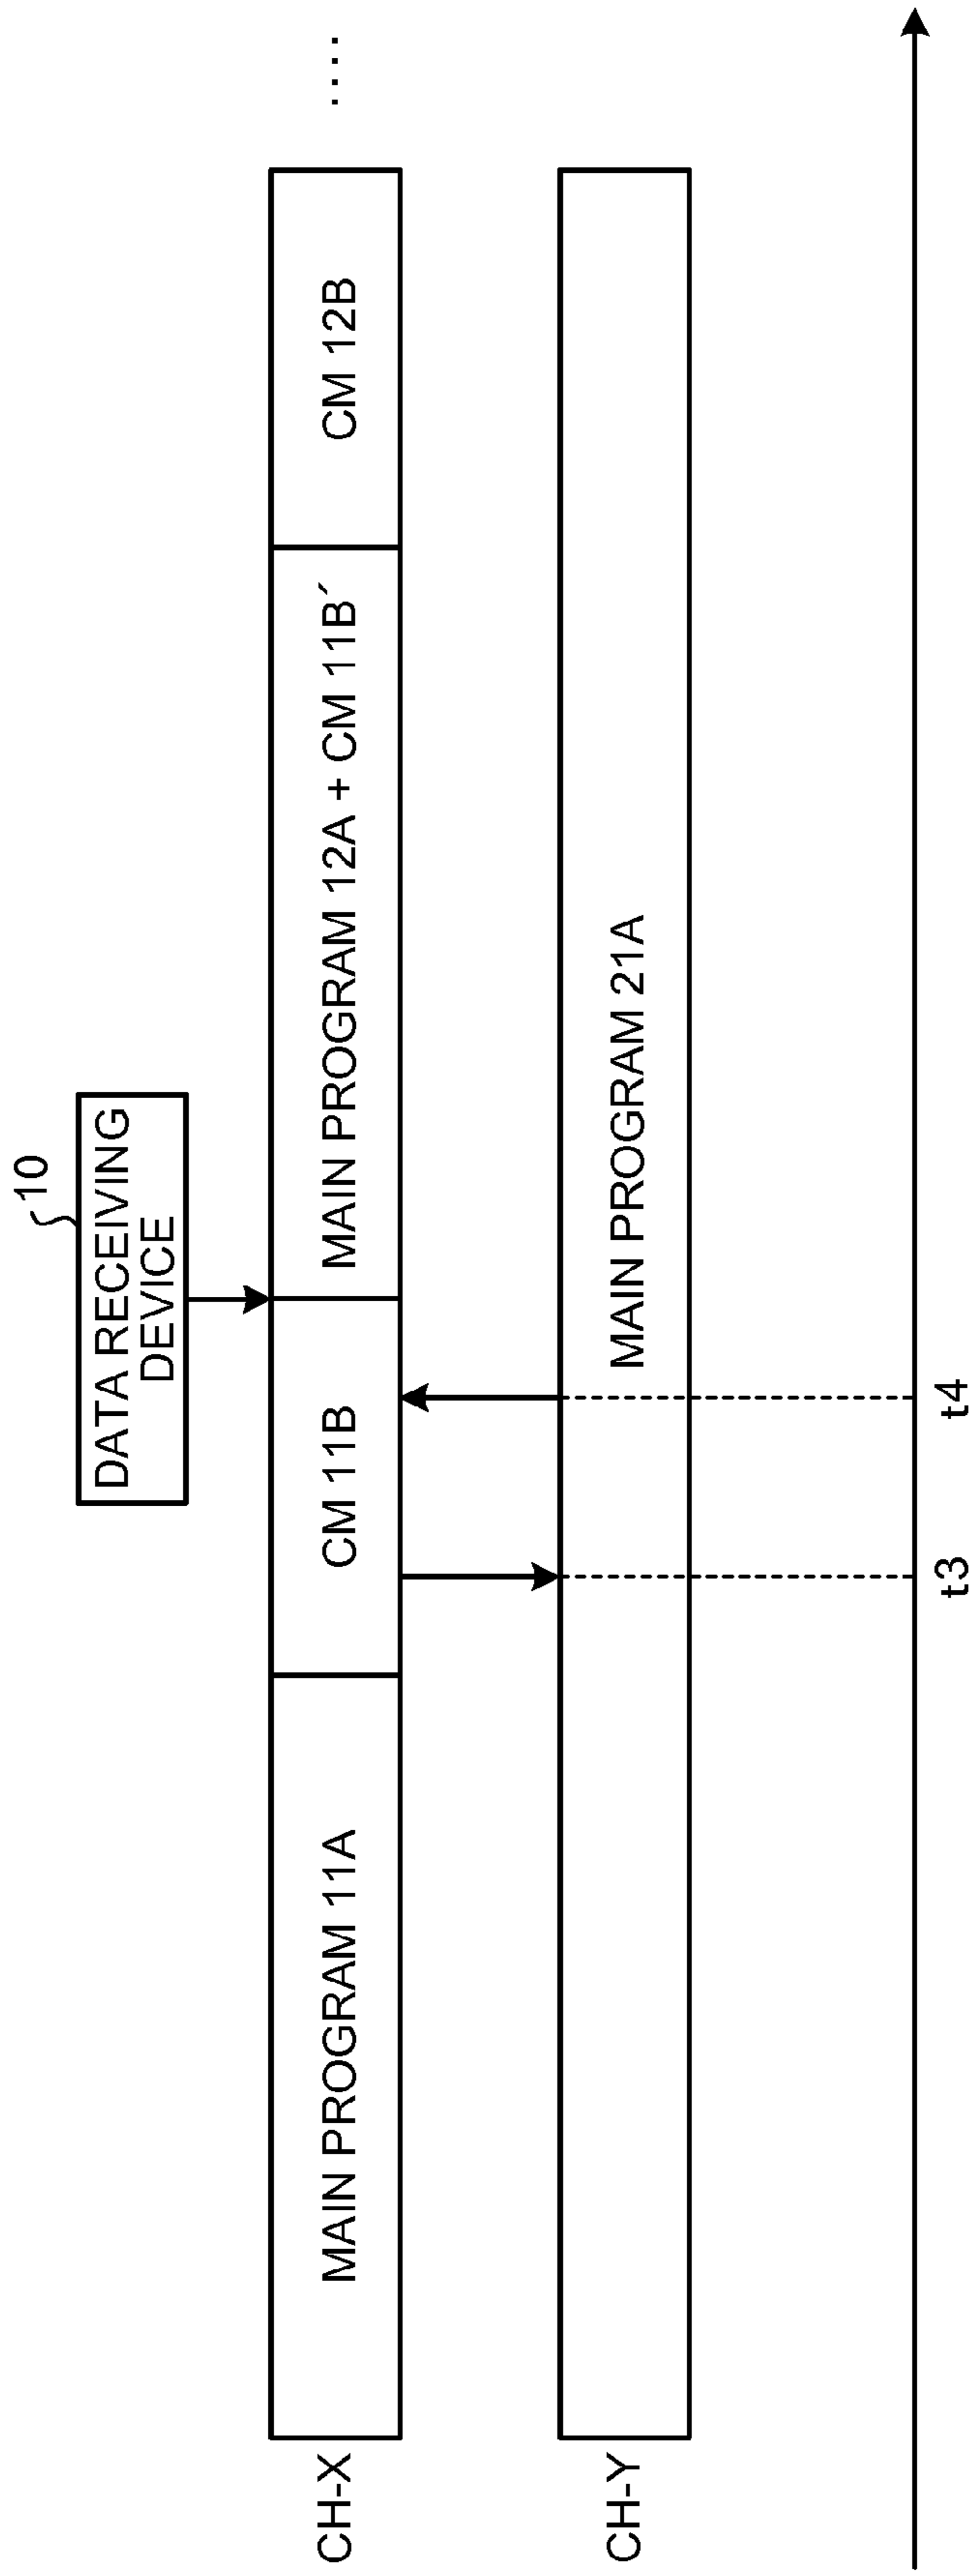 10
DATA RECEIVING
DEVICE
CH-X
MAIN PROGRAM 11A
CM 11B
MAIN PROGRAM 12A + CM 11B´
CM 12B
....
CH-Y
MAIN PROGRAM 21A
t3
t4